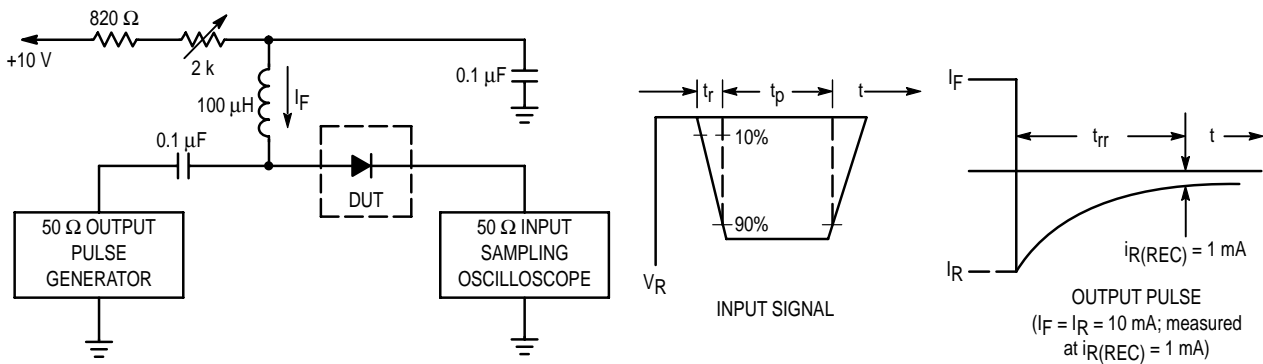 820 Ω
+10 V
2 k
100 μH
I_F
0.1 μF
0.1 μF
DUT
50 Ω OUTPUT
PULSE
GENERATOR
50 Ω INPUT
SAMPLING
OSCILLOSCOPE
t_r
t_p
t
10%
90%
V_R
INPUT SIGNAL
I_F
t_rr
t
I_R
i_R(REC) = 1 mA
OUTPUT PULSE
(I_F = I_R = 10 mA; measured
at i_R(REC) = 1 mA)